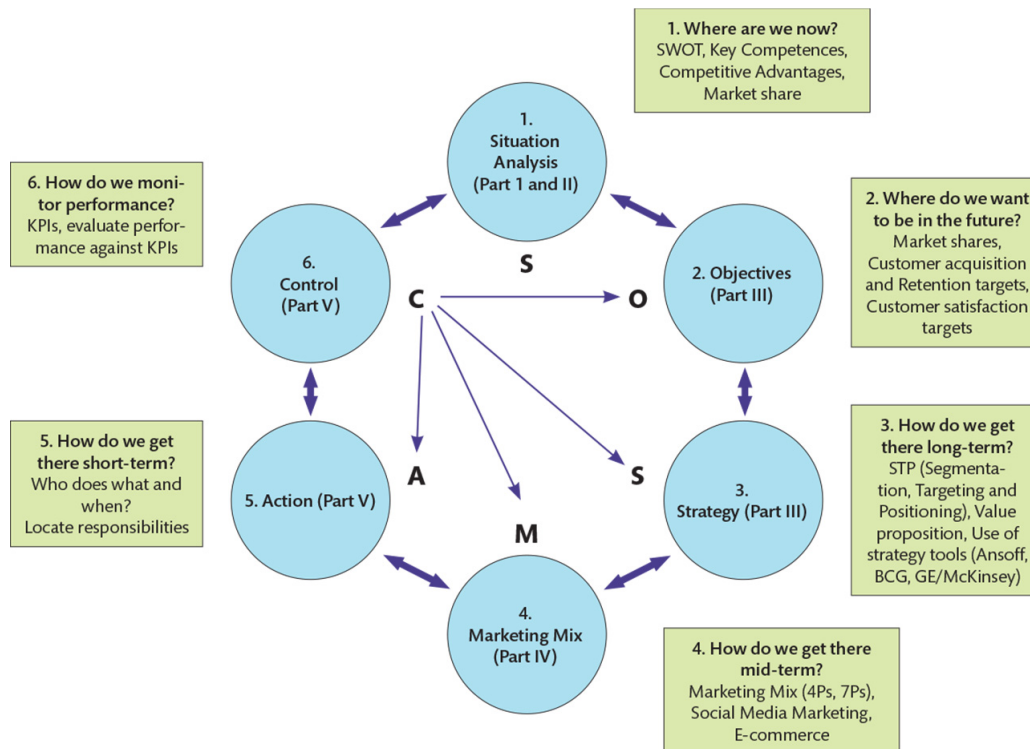 1. Where are we now?
SWOT, Key Competences,
Competitive Advantages,
Market share
1.
Situation
Analysis
(Part 1 and II)
6. How do we moni-
tor performance?
KPIs, evaluate perfor-
mance against KPIs
2. Where do we want
to be in the future?
Market shares,
Customer acquisition
and Retention targets,
Customer satisfaction
targets
6.
Control
(Part V)
S
2. Objectives
(Part III)
C
O
5. How do we get
there short-term?
Who does what and
when?
Locate responsibilities
3. How do we get
there long-term?
STP (Segmenta-
tion, Targeting and
Positioning), Value
proposition, Use of
strategy tools (Ansoff,
BCG, GE/McKinsey)
5. Action (Part V)
A
S
3.
Strategy (Part III)
M
4.
Marketing Mix
(Part IV)
4. How do we get there
mid-term?
Marketing Mix (4Ps, 7Ps),
Social Media Marketing,
E-commerce